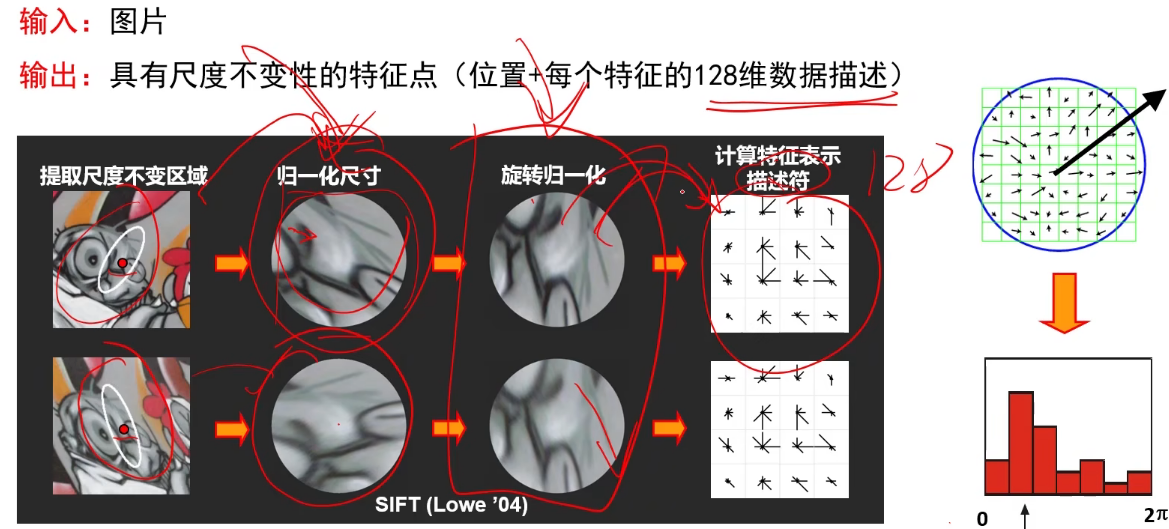 输入：图片
输出：具有尺度不变性的特征点（位置+每个特征的128维数据描述）
提取尺度不变区域
归一化尺寸
旋转归一化
计算特征表示
描述符
128
SIFT (Lowe ’04)
0
2π